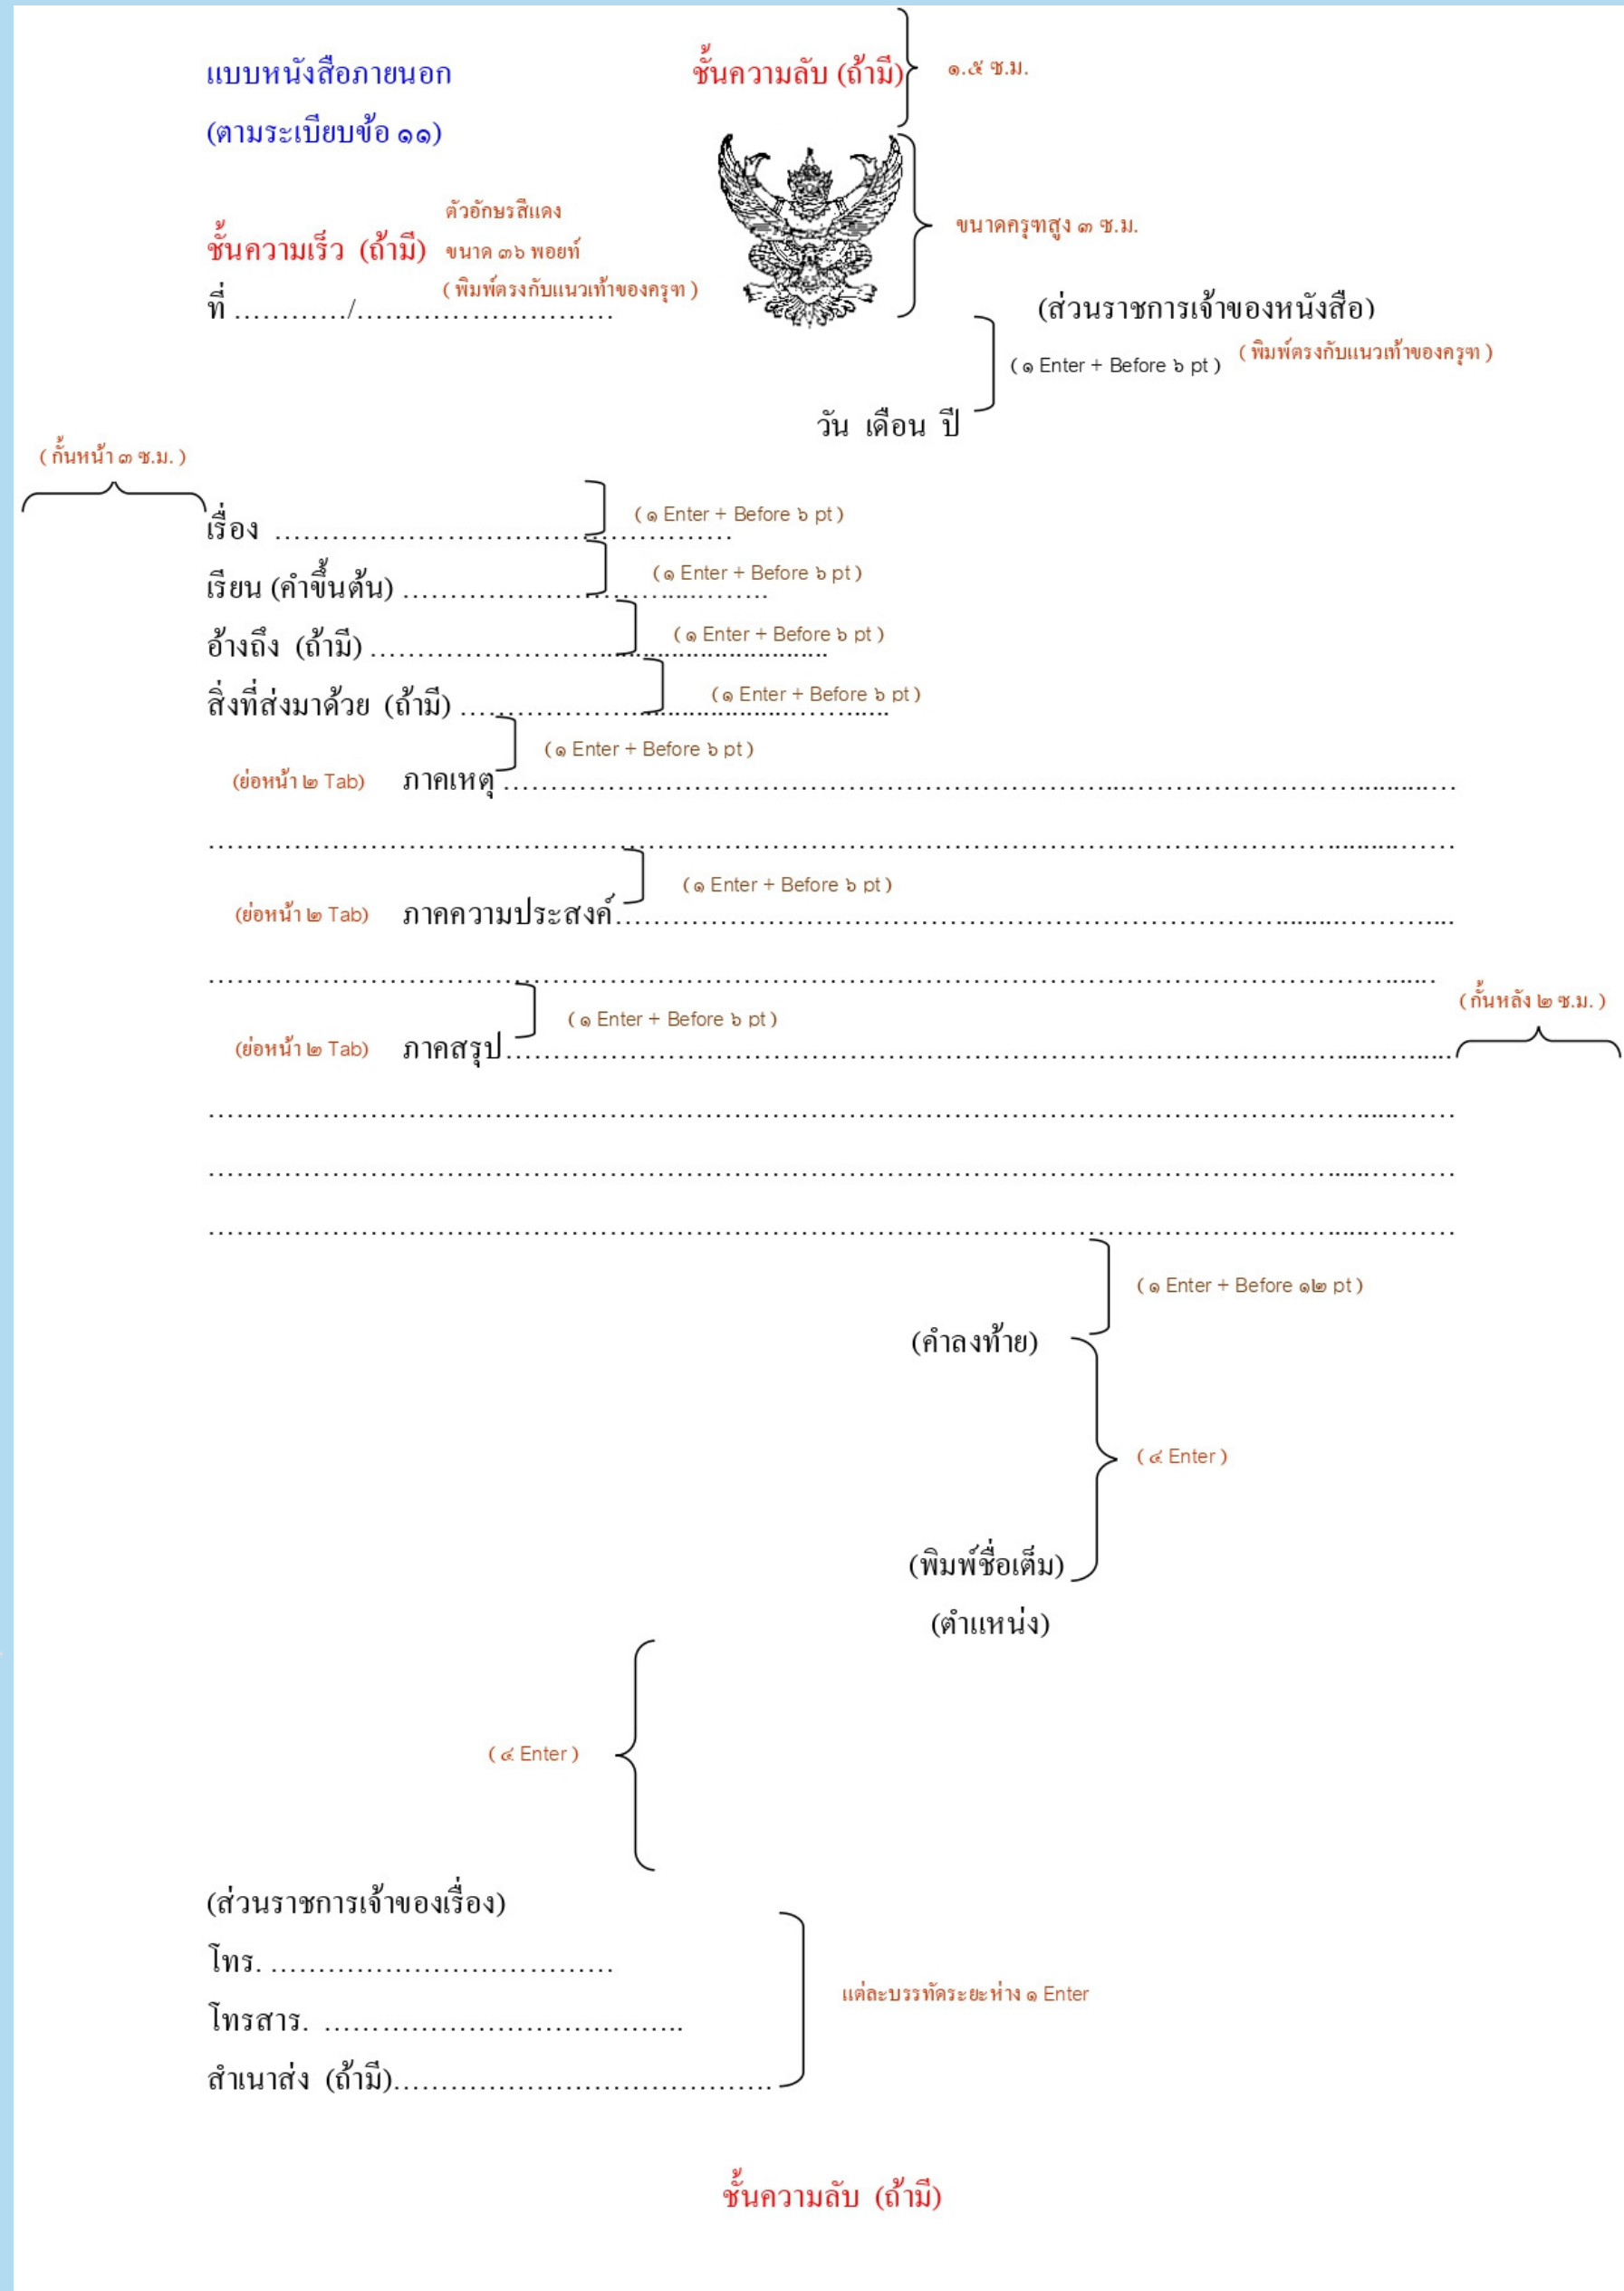 แบบหนังสือภายนอก ชั้นความลับ (ถ้ามี) ๑.๕ ซ.ม.
(ตามระเบียบข้อ ๑๑)
ตัวอักษรสีแดง
ขนาดครุฑสูง ๓ ซ.ม.
ชั้นความเร็ว (ถ้ามี) ขนาด ๓๖ พอยท์
( พิมพ์ตรงกับแนวเท้าของครุฑ )
ที่ …………/……………………… (ส่วนราชการเจ้าของหนังสือ)
( ๑ Enter + Before ๖ pt ) ( พิมพ์ตรงกับแนวเท้าของครุฑ )
วัน เดือน ปี
( กั้นหน้า ๓ ซ.ม. )
เรื่อง ………………………………………… ( ๑ Enter + Before ๖ pt )
เรียน (คำขึ้นต้น) ……………………………….. ( ๑ Enter + Before ๖ pt )
อ้างถึง (ถ้ามี) …………………………………… ( ๑ Enter + Before ๖ pt )
สิ่งที่ส่งมาด้วย (ถ้ามี) …………………………………… ( ๑ Enter + Before ๖ pt )
( ๑ Enter + Before ๖ pt )
(ย่อหน้า ๒ Tab) ภาคเหตุ ……………………………………………………………………
……………………………………………………………………………………
( ๑ Enter + Before ๖ pt )
(ย่อหน้า ๒ Tab) ภาคความประสงค์……………………………………………………………
……………………………………………………………………………………
( กั้นหลัง ๒ ซ.ม. )
( ๑ Enter + Before ๖ pt )
(ย่อหน้า ๒ Tab) ภาคสรุป……………………………………………………………………
……………………………………………………………………………………
……………………………………………………………………………………
……………………………………………………………………………………
( ๑ Enter + Before ๑๒ pt )
(คำลงท้าย)
( ๔ Enter )
(พิมพ์ชื่อเต็ม)
(ตำแหน่ง)
( ๔ Enter )
(ส่วนราชการเจ้าของเรื่อง)
โทร. ………………………………
แต่ละบรรทัดระยะห่าง ๑ Enter
โทรสาร. ………………………………..
สำเนาส่ง (ถ้ามี)………………………………….
ชั้นความลับ (ถ้ามี)